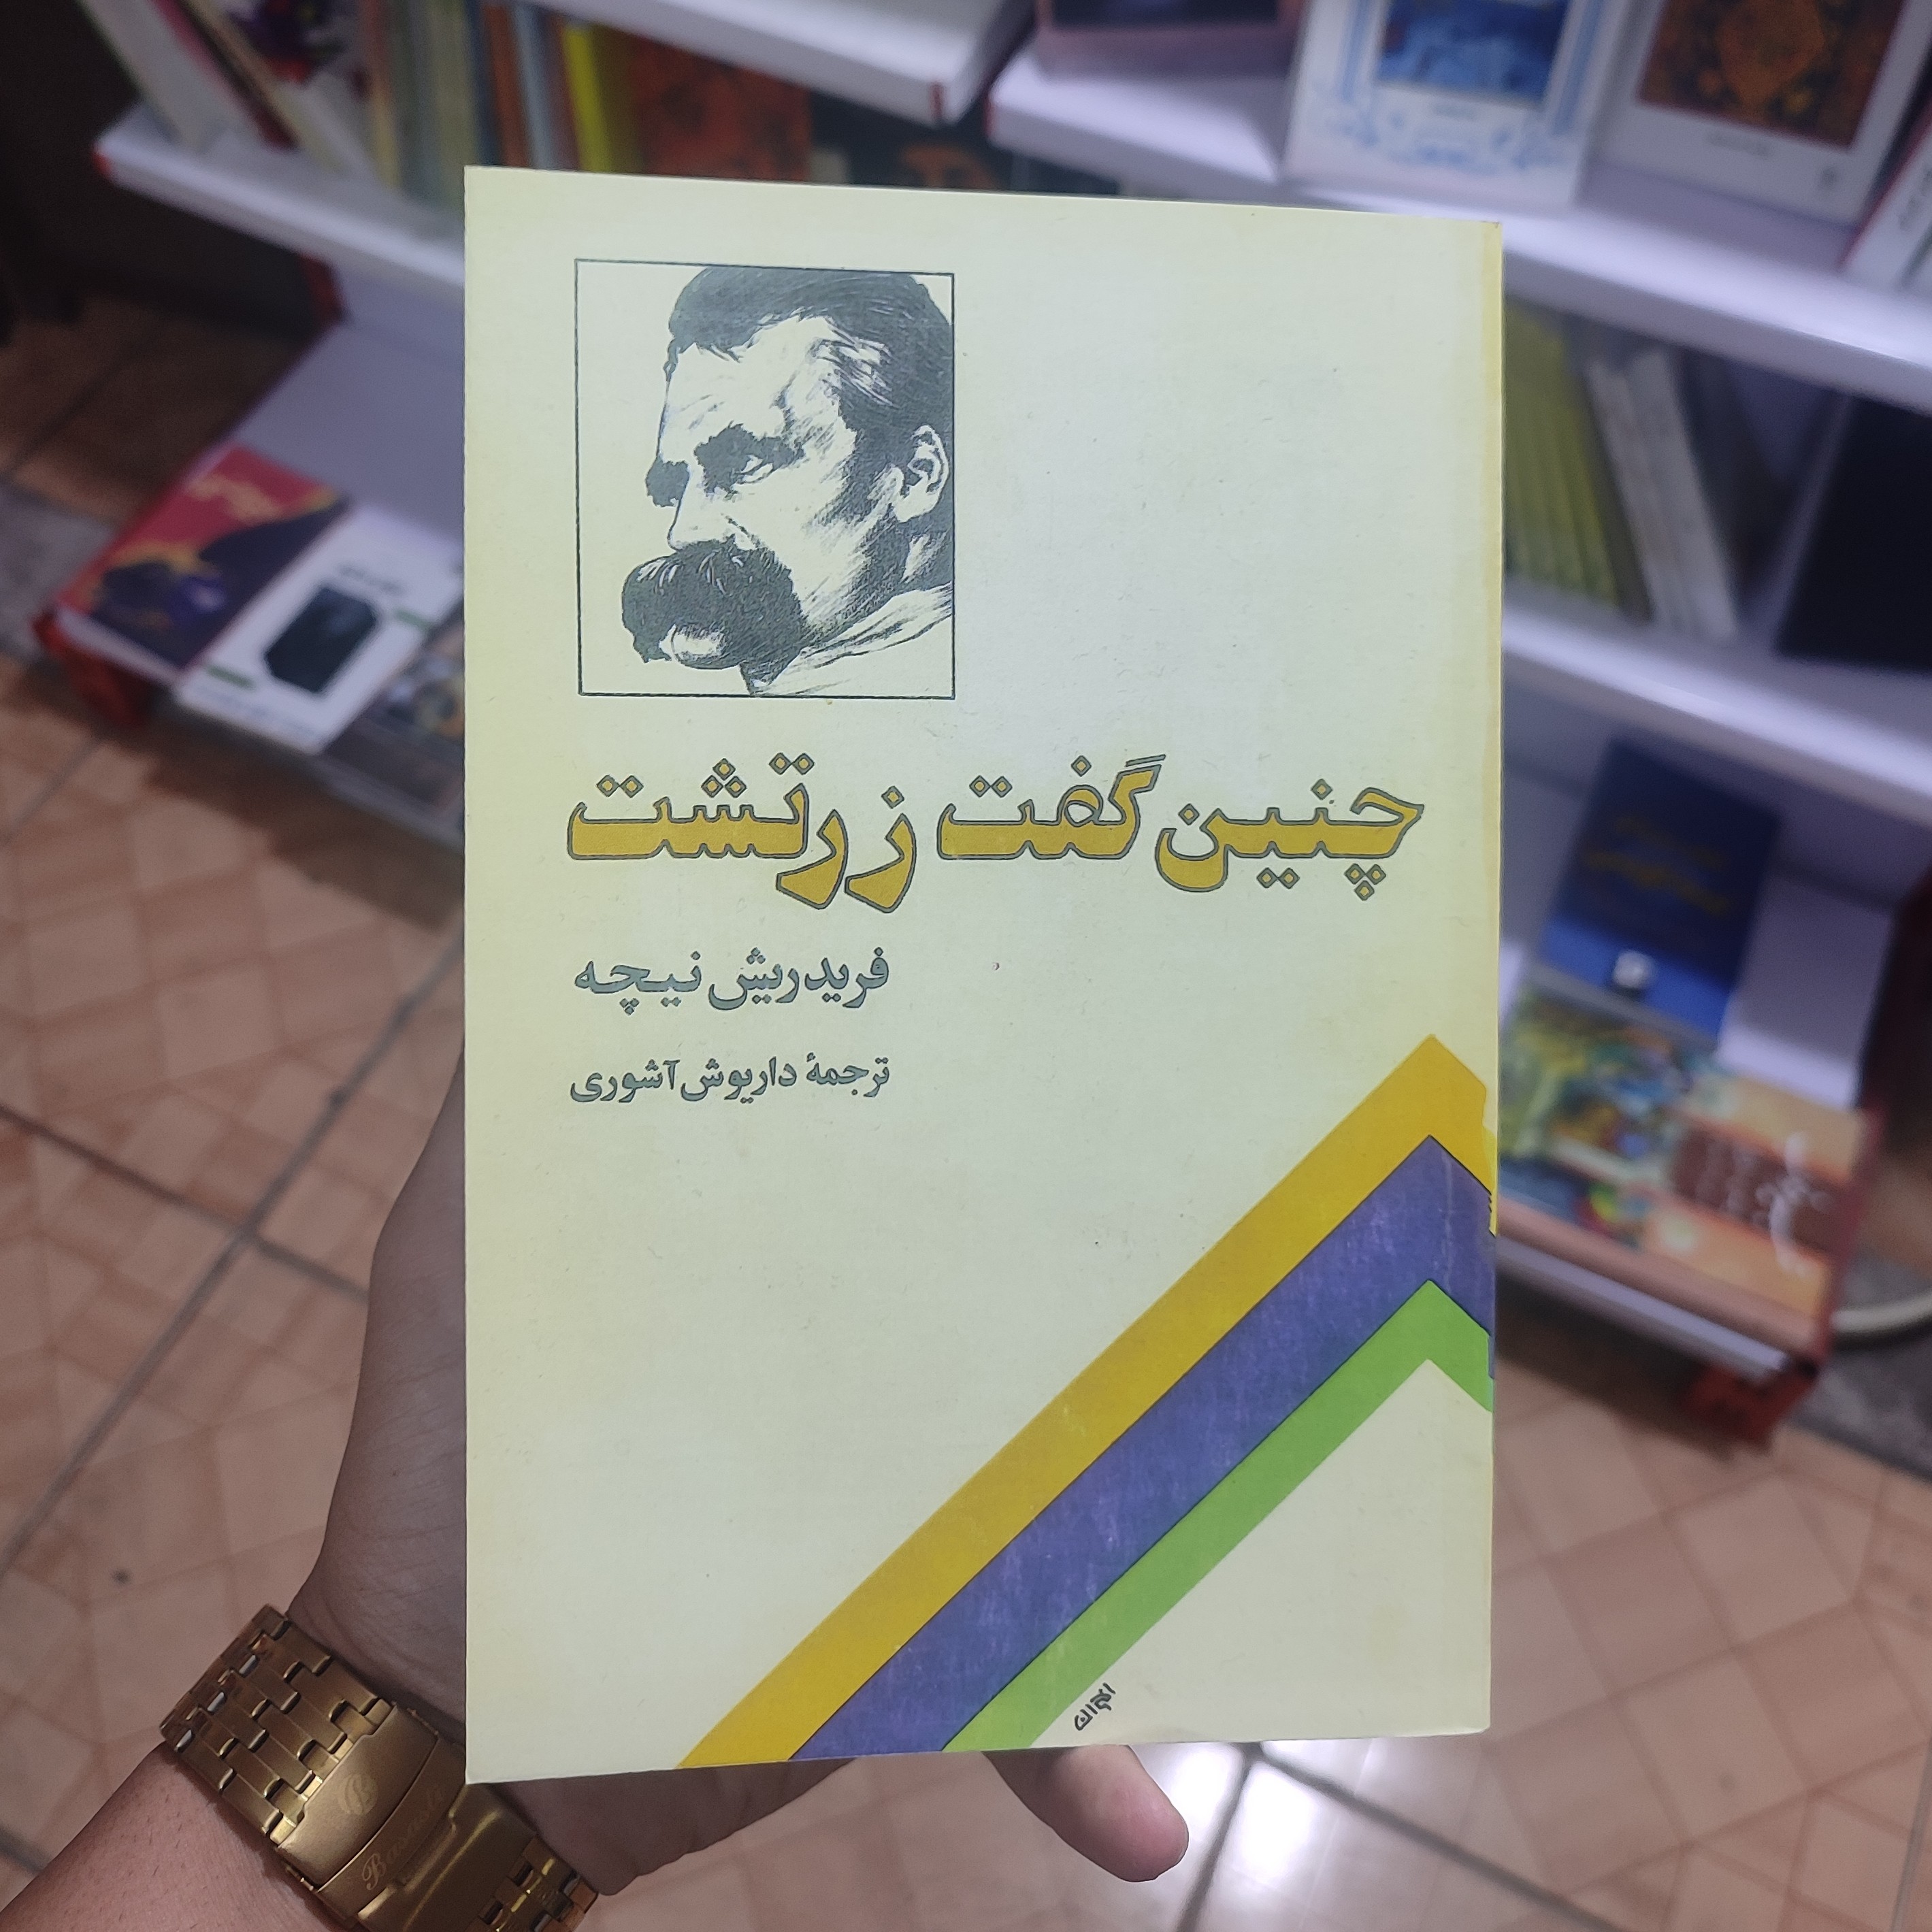 چنین گفت زرتشت
فریدریش نیچه
ترجمهٔ داریوش آشوری